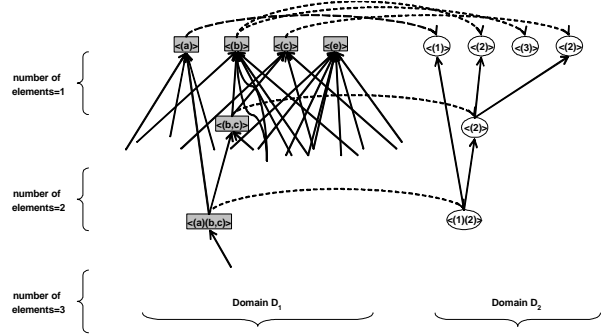 <(a)> <(b)> <(c)> <(e)> <(1)> <(2)> <(3)> <(2)>
number of
elements=1
<(b,c)> <(2)>
number of
elements=2
<(a)(b,c)> <(1)(2)>
number of
elements=3
Domain D1 Domain D2